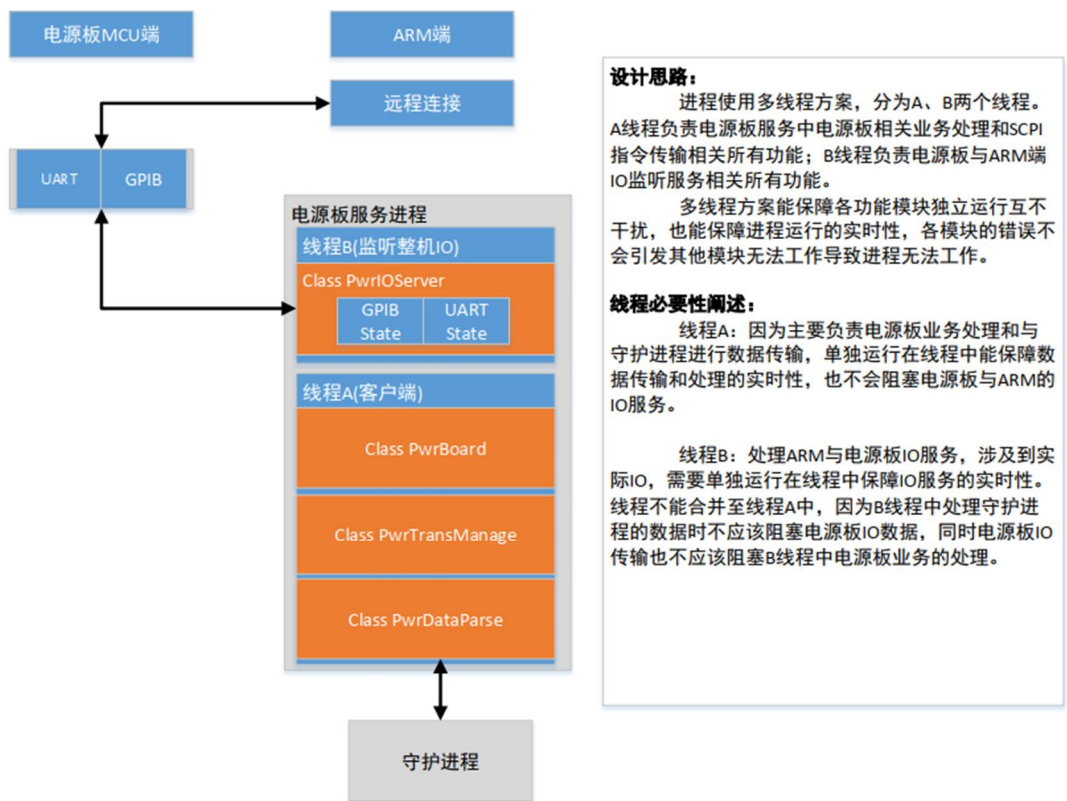 电源板MCU端
ARM端
远程连接
UART
GPIB
电源板服务进程
线程B(监听整机IO)
Class PwrIOServer
GPIB
State
UART
State
线程A(客户端)
Class PwrBoard
Class PwrTransManage
Class PwrDataParse
守护进程
设计思路：
进程使用多线程方案，分为A、B两个线程。
A线程负责电源板服务中电源板相关业务处理和SCPI
指令传输相关所有功能；B线程负责电源板与ARM端
IO监听服务相关所有功能。
多线程方案能保障各功能模块独立运行互不
干扰，也能保障进程运行的实时性，各模块的错误不
会引发其他模块无法工作导致进程无法工作。
线程必要性阐述：
线程A：因为主要负责电源板业务处理和与
守护进程进行数据传输，单独运行在线程中能保障数
据传输和处理的实时性，也不会阻塞电源板与ARM的
IO服务。
线程B：处理ARM与电源板IO服务，涉及到实
际IO，需要单独运行在线程中保障IO服务的实时性。
线程不能合并至线程A中，因为B线程中处理守护进
程的数据时不应该阻塞电源板IO数据，同时电源板IO
传输也不应该阻塞B线程中电源板业务的处理。